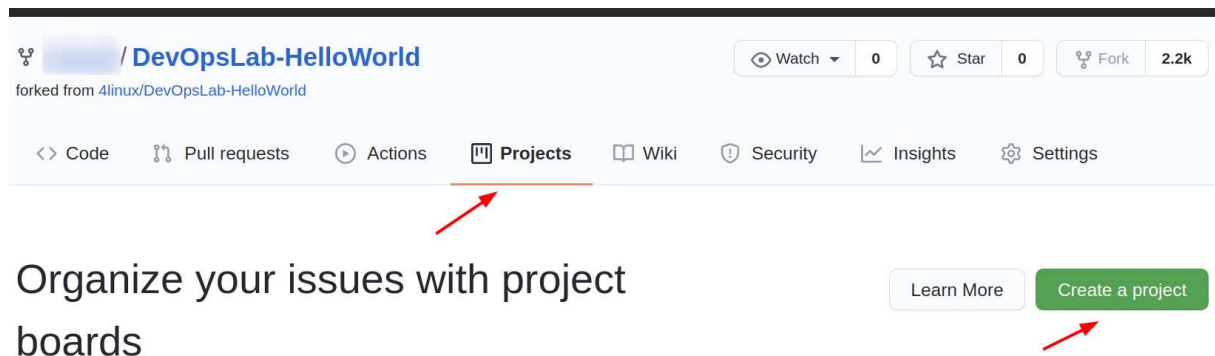 / DevOpsLab-HelloWorld
Watch 0 Star 0 Fork 2.2k
forked from 4linux/DevOpsLab-HelloWorld
Code Pull requests Actions Projects Wiki Security Insights Settings
Organize your issues with project
boards
Learn More Create a project